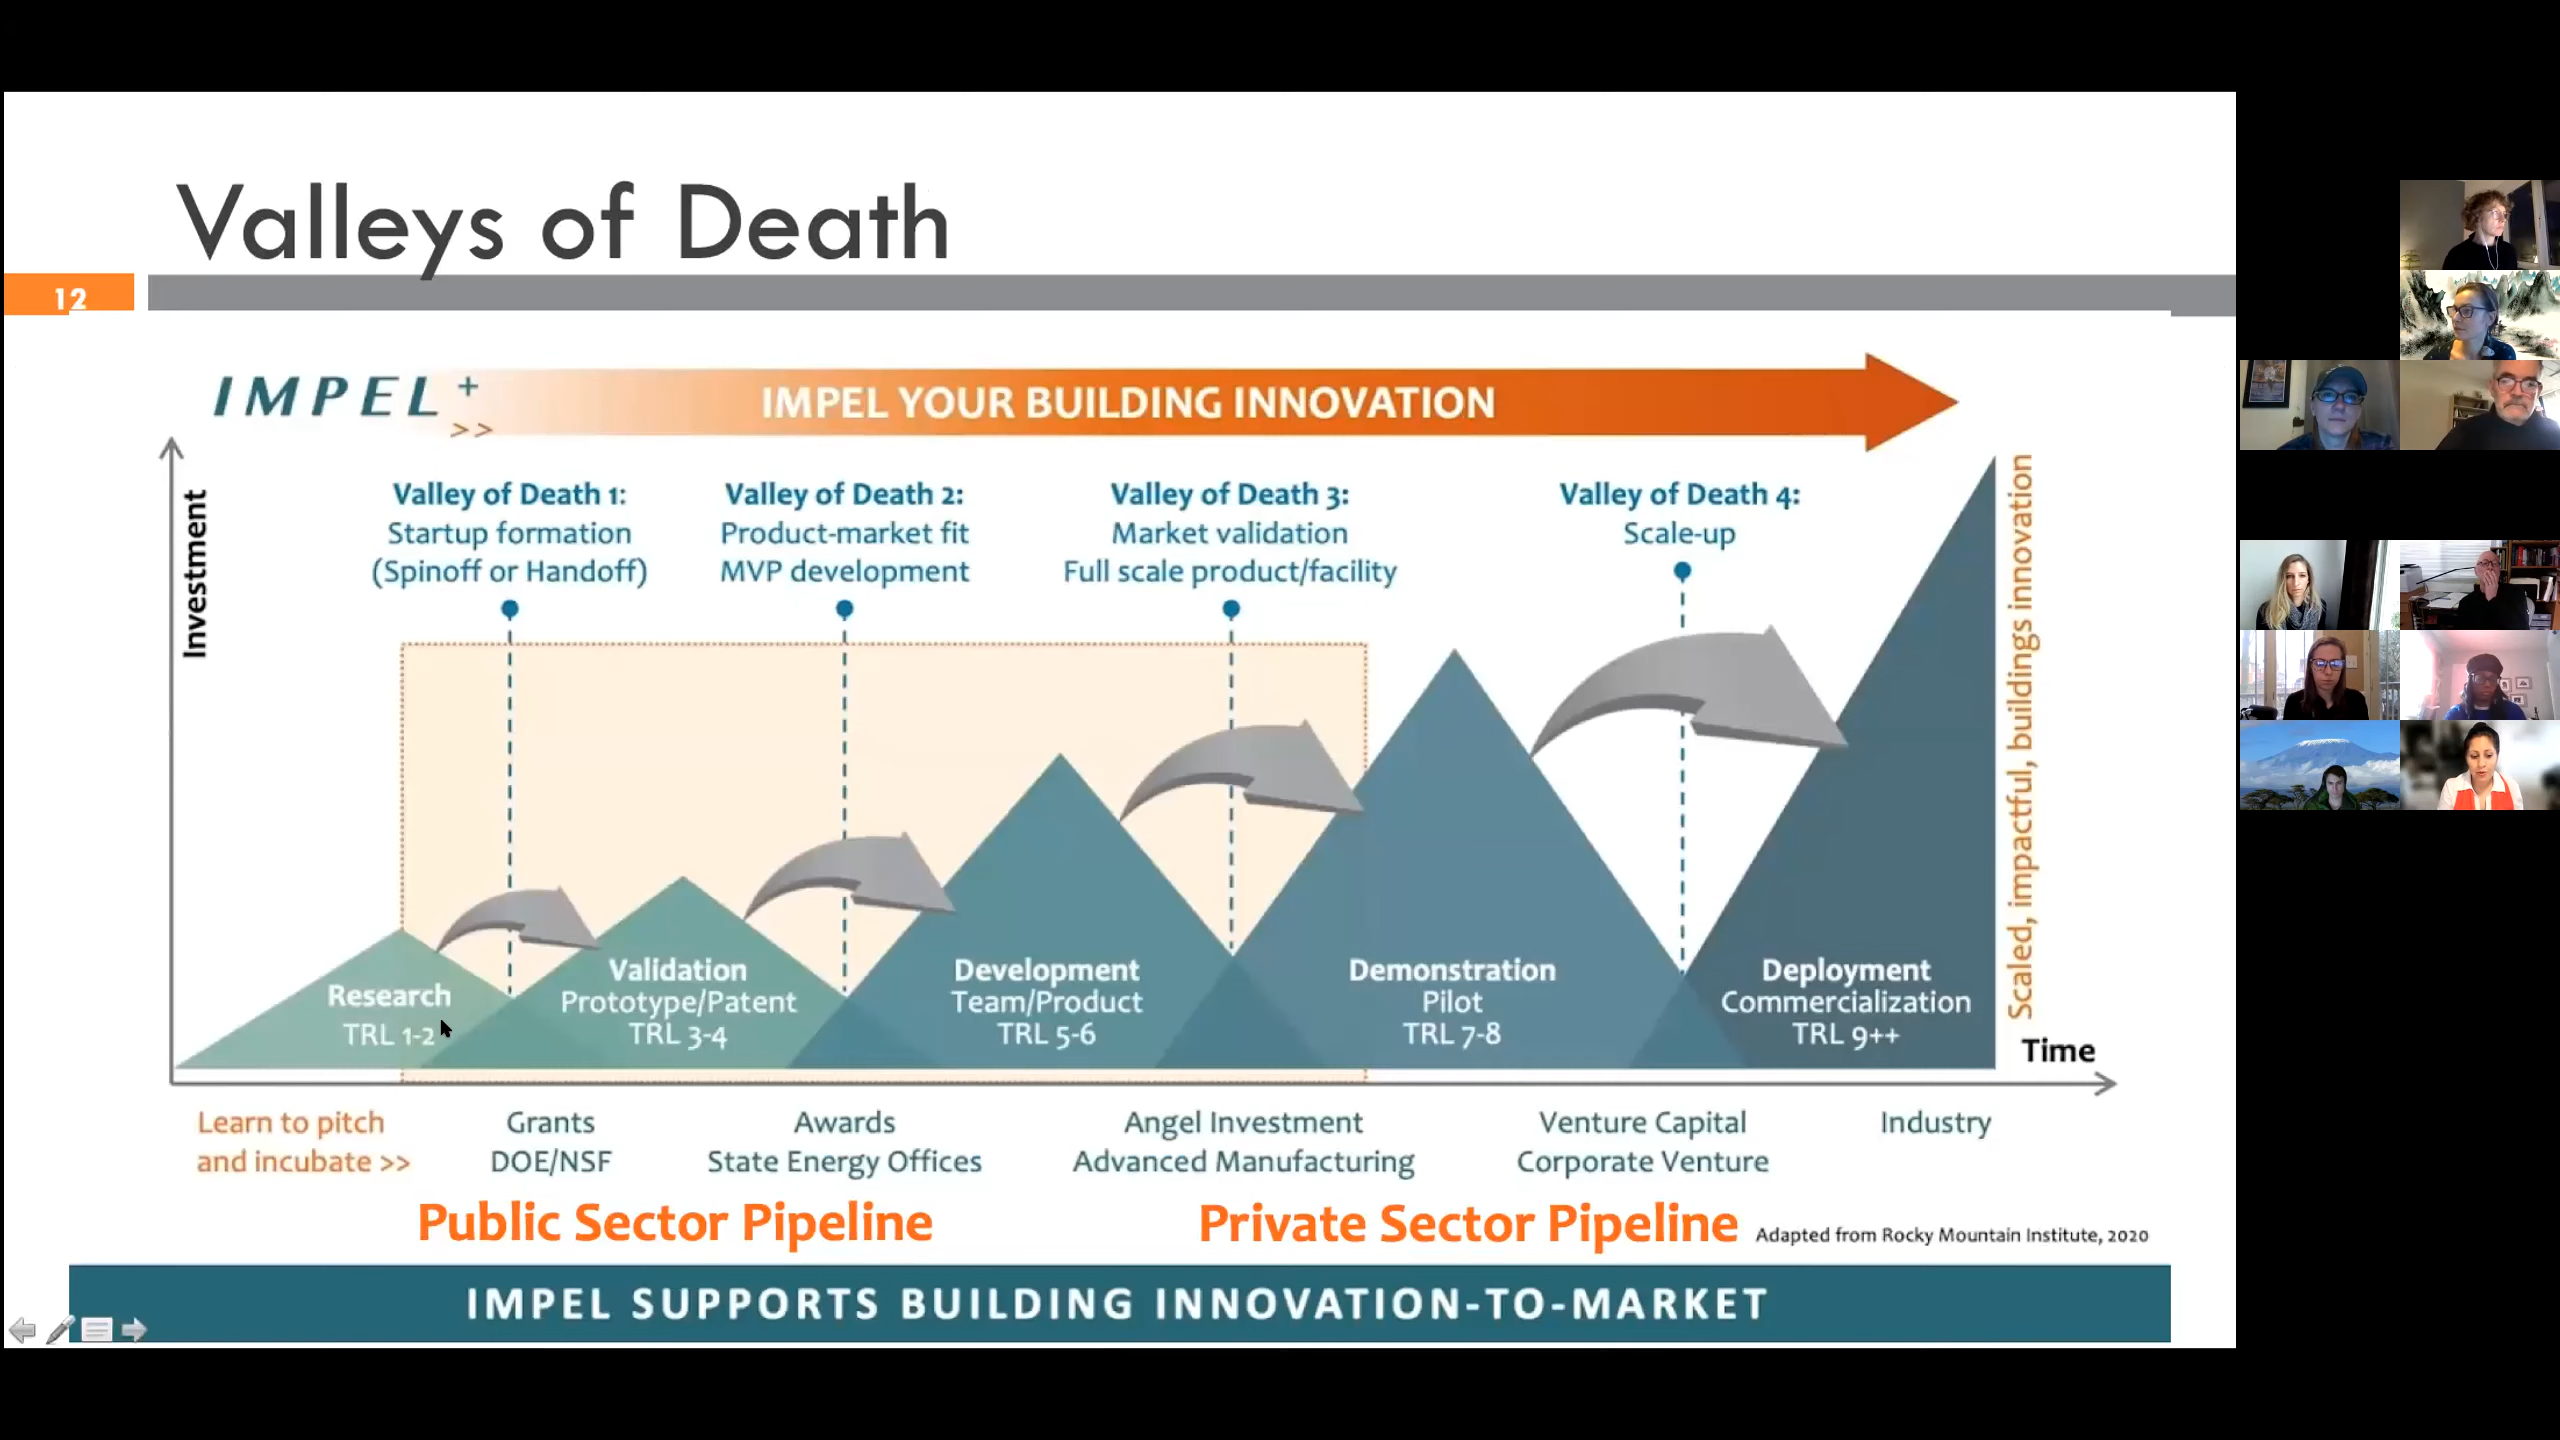 Valleys of Death
12
IMPEL+
>>
IMPEL YOUR BUILDING INNOVATION
Investment
Valley of Death 1:
Startup formation
(Spinoff or Handoff)
Valley of Death 2:
Product-market fit
MVP development
Valley of Death 3:
Market validation
Full scale product/facility
Valley of Death 4:
Scale-up
Research
TRL 1-2
Validation
Prototype/Patent
TRL 3-4
Development
Team/Product
TRL 5-6
Demonstration
Pilot
TRL 7-8
Deployment
Commercialization
TRL 9++
Scaled, impactful, buildings innovation
Time
Learn to pitch
and incubate >>
Grants
DOE/NSF
Awards
State Energy Offices
Angel Investment
Advanced Manufacturing
Venture Capital
Corporate Venture
Industry
Public Sector Pipeline
Private Sector Pipeline
Adapted from Rocky Mountain Institute, 2020
IMPEL SUPPORTS BUILDING INNOVATION-TO-MARKET